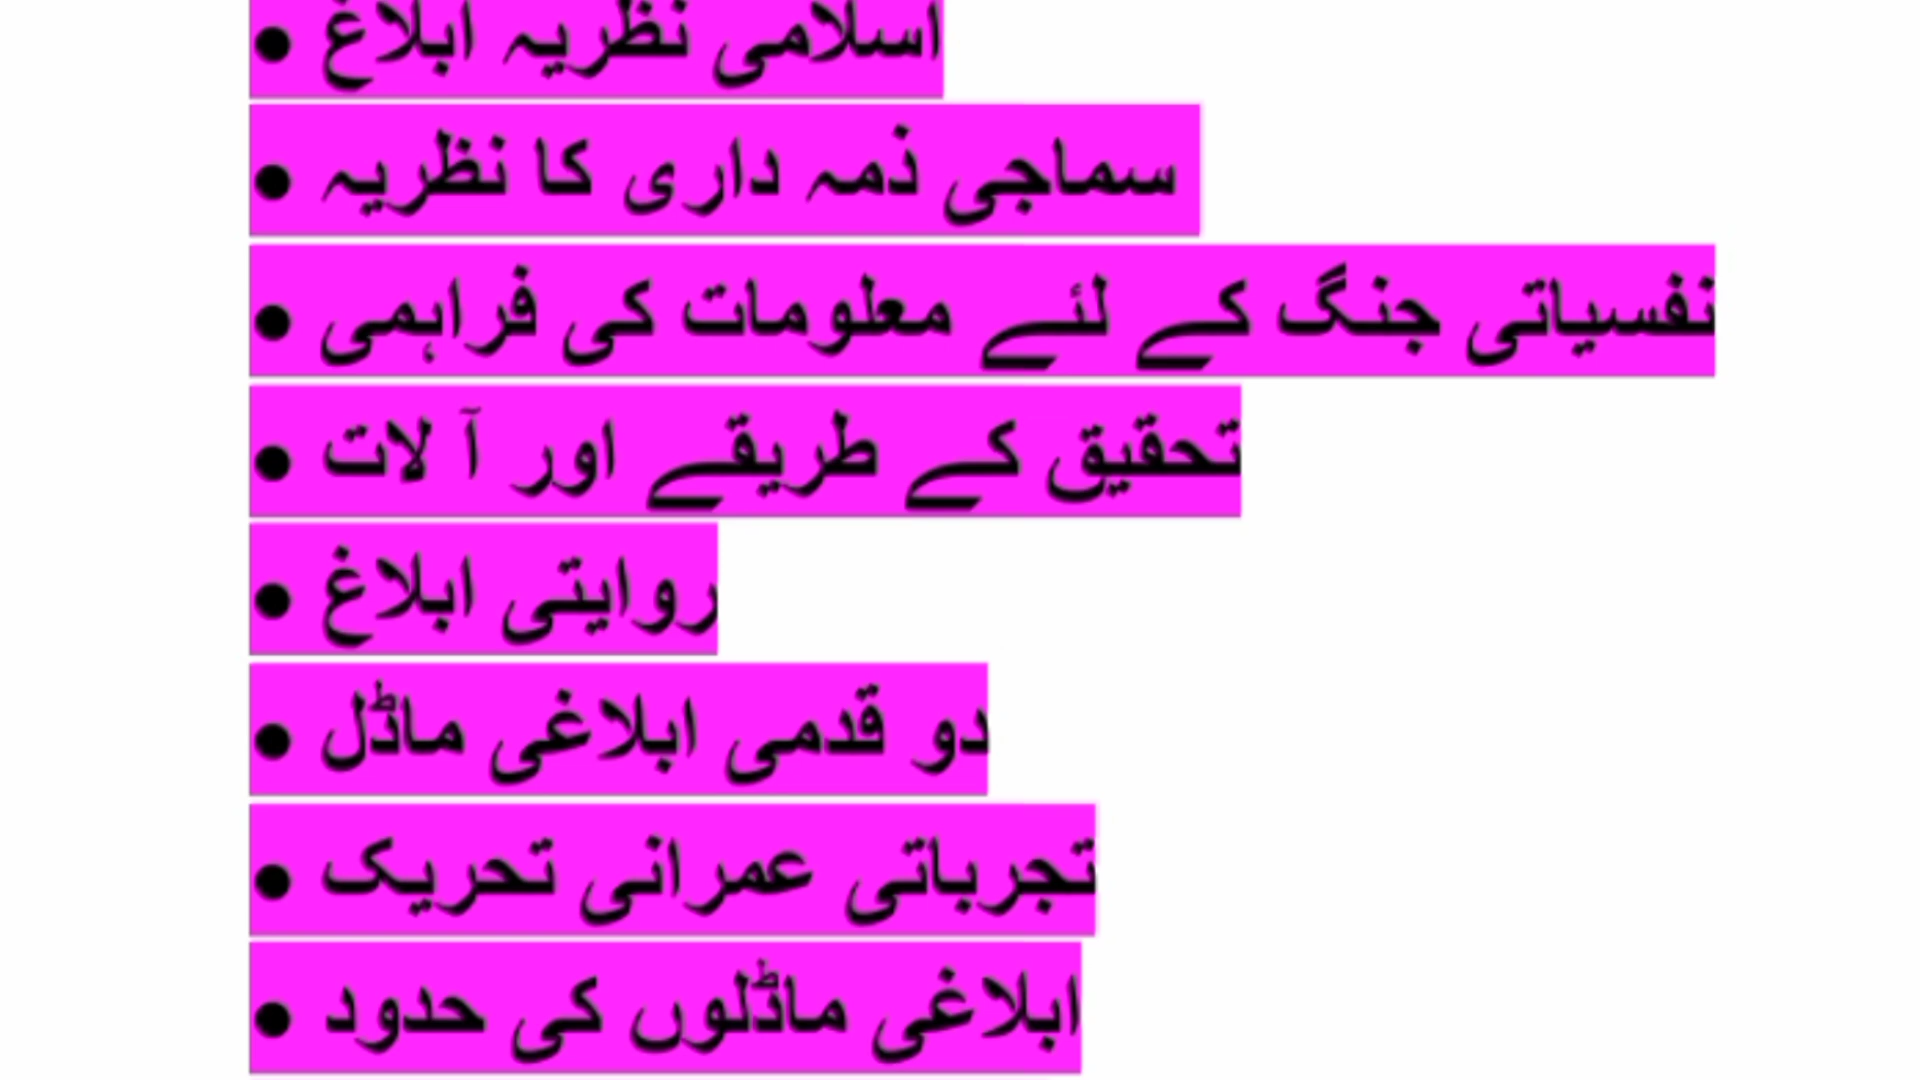 • اسلامی نظریہ ابلاغ
• سماجی ذمہ داری کا نظریہ
• نفسیاتی جنگ کے لئے معلومات کی فراہمی
• تحقیق کے طریقے اور آ لات
• روایتی ابلاغ
• دو قدمی ابلاغی ماڈل
• تجرباتی عمرانی تحریک
• ابلاغی ماڈلوں کی حدود